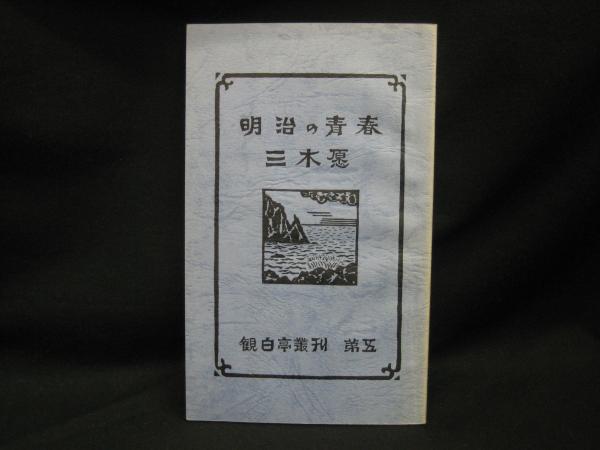 明治の青春
三木愿
観白亭叢刊 第五